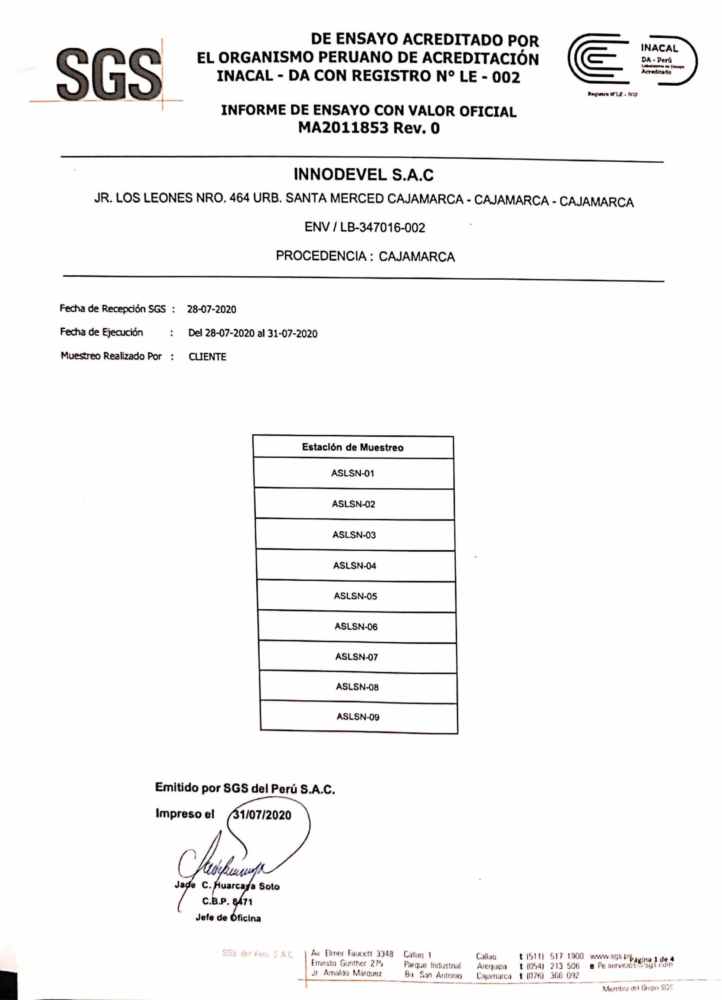 SGS
DE ENSAYO ACREDITADO POR
EL ORGANISMO PERUANO DE ACREDITACIÓN
INACAL - DA CON REGISTRO Nº LE - 002
INACAL
DA - Perú
Laboratorio de Ensayo
Acreditado
Registro N°LE - 002
INFORME DE ENSAYO CON VALOR OFICIAL
MA2011853 Rev. 0
INNODEVEL S.A.C
JR. LOS LEONES NRO. 464 URB. SANTA MERCED CAJAMARCA - CAJAMARCA - CAJAMARCA
ENV / LB-347016-002
PROCEDENCIA : CAJAMARCA
Fecha de Recepción SGS : 28-07-2020
Fecha de Ejecución : Del 28-07-2020 al 31-07-2020
Muestreo Realizado Por : CLIENTE
Estación de Muestreo
ASLSN-01
ASLSN-02
ASLSN-03
ASLSN-04
ASLSN-05
ASLSN-06
ASLSN-07
ASLSN-08
ASLSN-09
Emitido por SGS del Perú S.A.C.
Impreso el 31/07/2020
Jade C. Huarcaya Soto
C.B.P. 8471
Jefe de Oficina
SGS del Perú S.A.C. Av Elmer Faucett 3348 Callao 1 Callao t (511) 517 1900 www.sgs.pe
Página 1 de 4
Ernesto Gunther 275 Parque Industrial Arequipa t (054) 213 506 e Pe servicios@sgs com
Jr Arnaldo Márquez Ba San Antonio Cajamarca t (076) 366 092
Miembro del Grupo SGS